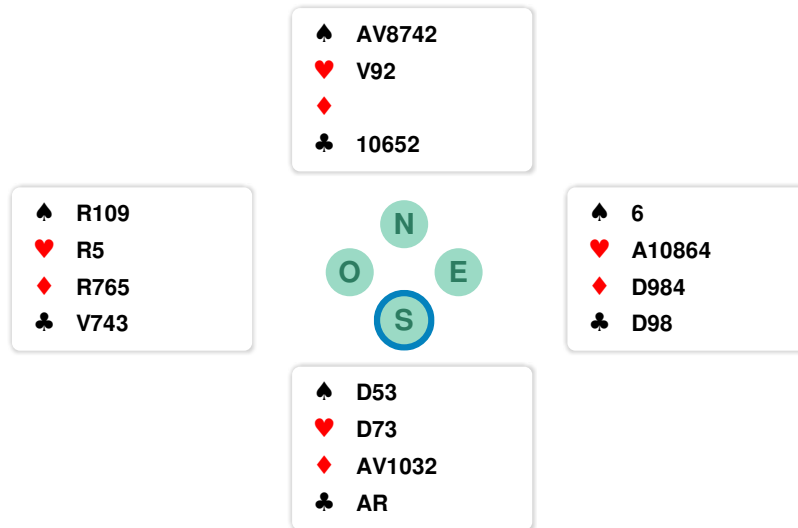 ♠ AV8742
♥ V92
♦
♣ 10652
♠ R109
♥ R5
♦ R765
♣ V743
N
O E
S
♠ 6
♥ A10864
♦ D984
♣ D98
♠ D53
♥ D73
♦ AV1032
♣ AR